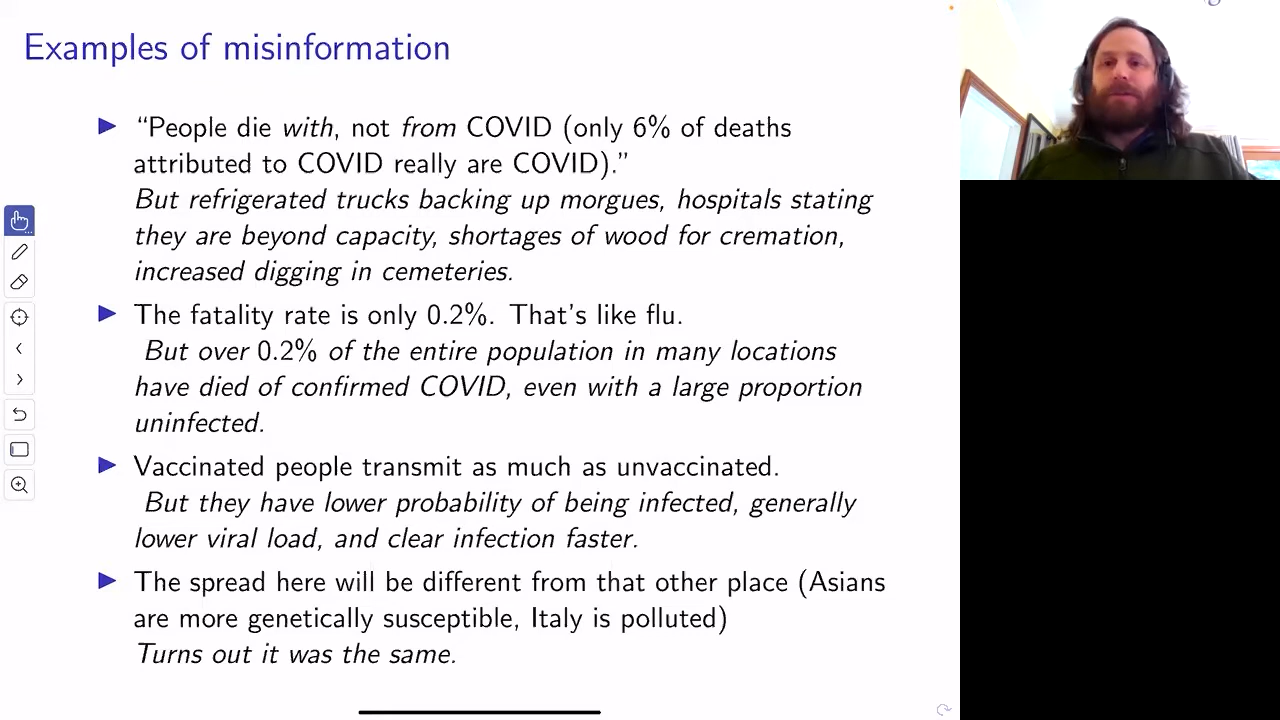 Examples of misinformation
“People die with, not from COVID (only 6% of deaths
attributed to COVID really are COVID).”
But refrigerated trucks backing up morgues, hospitals stating
they are beyond capacity, shortages of wood for cremation,
increased digging in cemeteries.
The fatality rate is only 0.2%. That’s like flu.
But over 0.2% of the entire population in many locations
have died of confirmed COVID, even with a large proportion
uninfected.
Vaccinated people transmit as much as unvaccinated.
But they have lower probability of being infected, generally
lower viral load, and clear infection faster.
The spread here will be different from that other place (Asians
are more genetically susceptible, Italy is polluted)
Turns out it was the same.